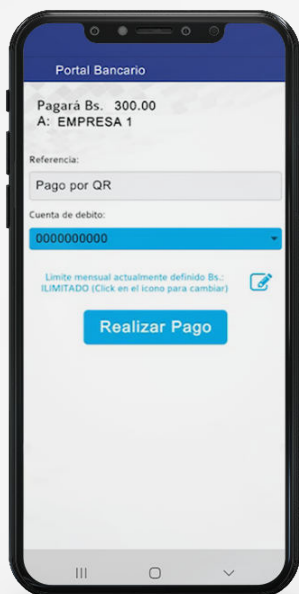 Portal Bancario
Pagará Bs. 300.00
A: EMPRESA 1
Referencia:
Pago por QR
Cuenta de debito:
0000000000
Limite mensual actualmente definido Bs.:
ILIMITADO (Click en el icono para cambiar)
Realizar Pago